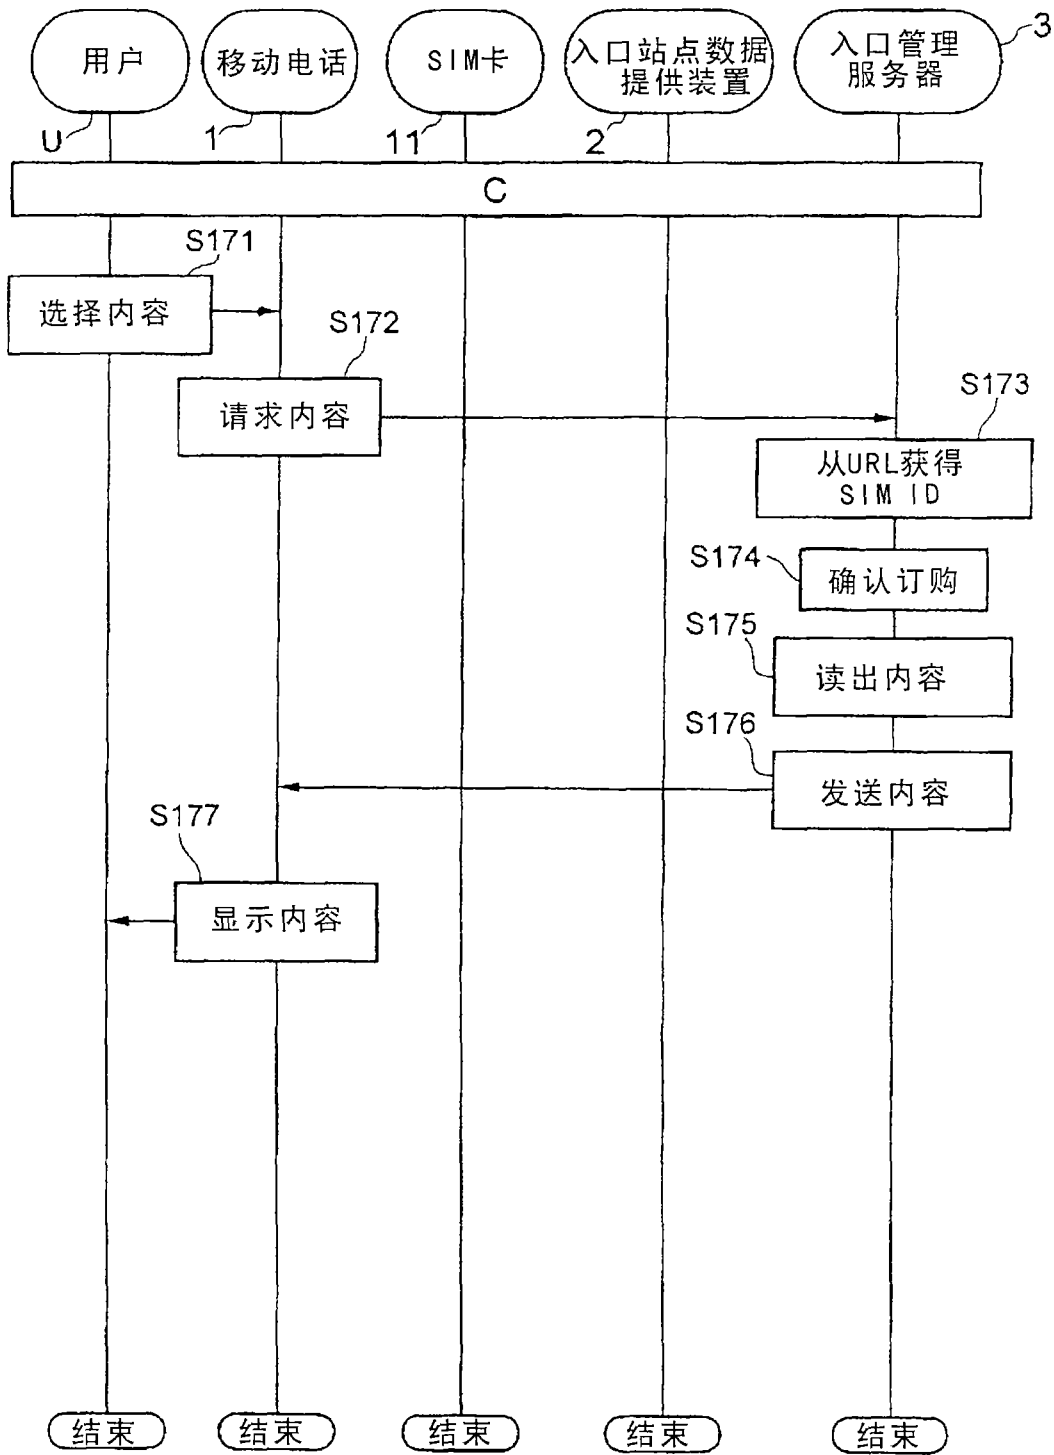 用户
移动电话
SIM卡
入口站点数据
提供装置
入口管理
服务器
3
U
1
11
2
C
S171
选择内容
S172
请求内容
S173
从URL获得
SIM ID
S174
确认订购
S175
读出内容
S176
发送内容
S177
显示内容
结束
结束
结束
结束
结束